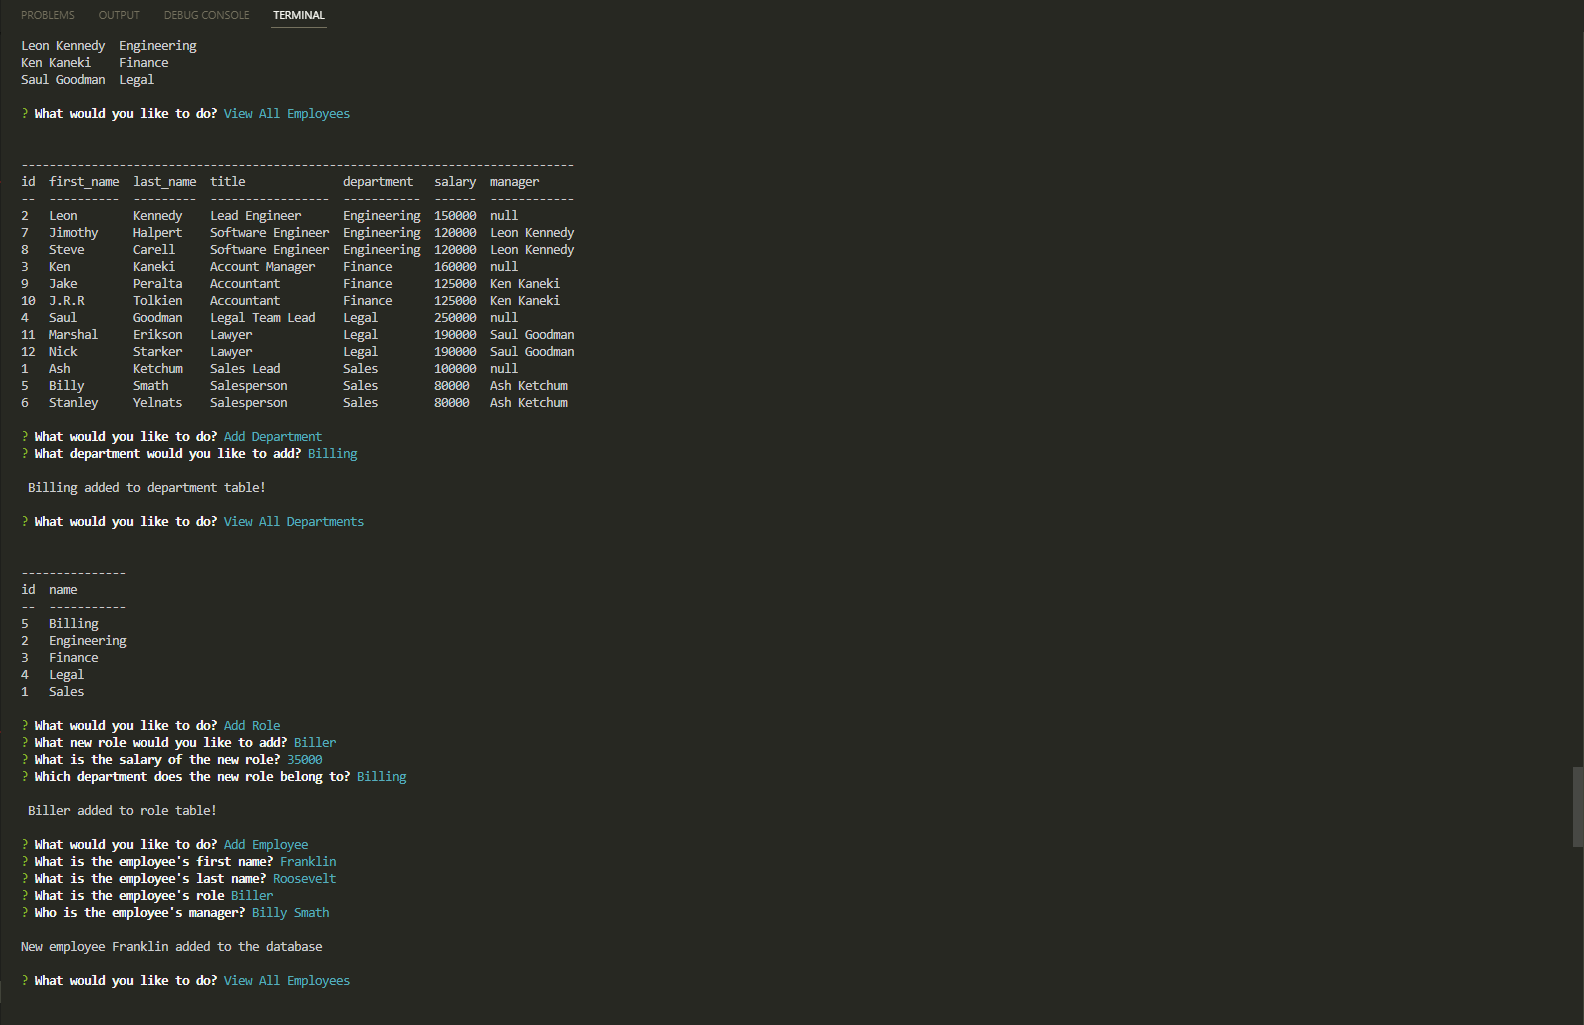 PROBLEMS OUTPUT DEBUG CONSOLE TERMINAL
Leon Kennedy  Engineering
Ken Kaneki    Finance
Saul Goodman  Legal
? What would you like to do? View All Employees
-------------------------------------------------------------------------------
id  first_name  last_name  title              department   salary  manager
--  ----------  ---------  -----------------  -----------  ------  ------------
2   Leon        Kennedy    Lead Engineer      Engineering  150000  null
7   Jimothy     Halpert    Software Engineer  Engineering  120000  Leon Kennedy
8   Steve       Carell     Software Engineer  Engineering  120000  Leon Kennedy
3   Ken         Kaneki     Account Manager    Finance      160000  null
9   Jake        Peralta    Accountant         Finance      125000  Ken Kaneki
10  J.R.R       Tolkien    Accountant         Finance      125000  Ken Kaneki
4   Saul        Goodman    Legal Team Lead    Legal        250000  null
11  Marshal     Erikson    Lawyer             Legal        190000  Saul Goodman
12  Nick        Starker    Lawyer             Legal        190000  Saul Goodman
1   Ash         Ketchum    Sales Lead         Sales        100000  null
5   Billy       Smath      Salesperson        Sales        80000   Ash Ketchum
6   Stanley     Yelnats    Salesperson        Sales        80000   Ash Ketchum
? What would you like to do? Add Department
? What department would you like to add? Billing
Billing added to department table!
? What would you like to do? View All Departments
---------------
id  name
--  -----------
5   Billing
2   Engineering
3   Finance
4   Legal
1   Sales
? What would you like to do? Add Role
? What new role would you like to add? Biller
? What is the salary of the new role? 35000
? Which department does the new role belong to? Billing
Biller added to role table!
? What would you like to do? Add Employee
? What is the employee's first name? Franklin
? What is the employee's last name? Roosevelt
? What is the employee's role Biller
? Who is the employee's manager? Billy Smath
New employee Franklin added to the database
? What would you like to do? View All Employees